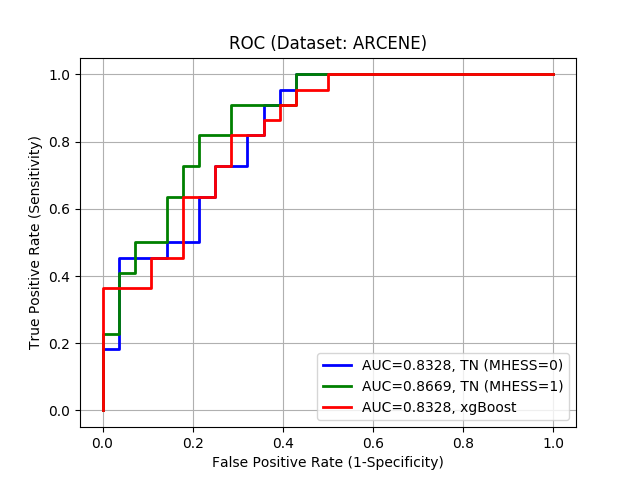 ROC (Dataset: ARCENE)
True Positive Rate (Sensitivity)
1.0
0.8
0.6
0.4
0.2
0.0
AUC=0.8328, TN (MHESS=0)
AUC=0.8669, TN (MHESS=1)
AUC=0.8328, xgBoost
0.0 0.2 0.4 0.6 0.8 1.0
False Positive Rate (1-Specificity)